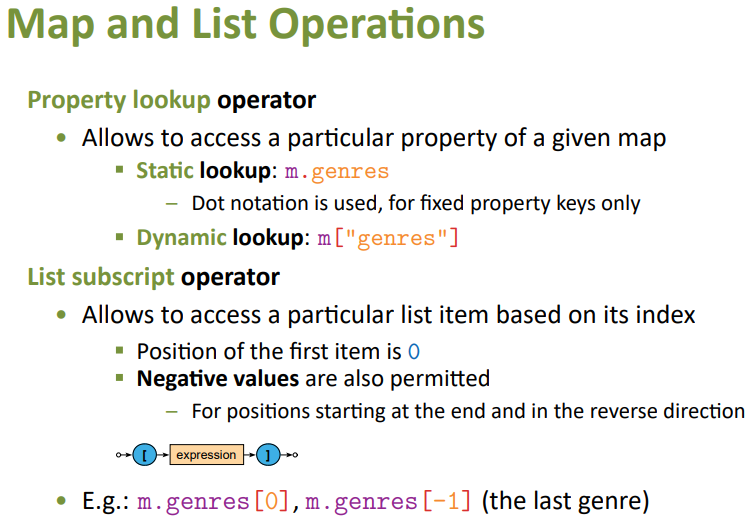 Map and List Operations
Property lookup operator
• Allows to access a particular property of a given map
▪ Static lookup: m.genres
– Dot notation is used, for fixed property keys only
▪ Dynamic lookup: m["genres"]
List subscript operator
• Allows to access a particular list item based on its index
▪ Position of the first item is 0
▪ Negative values are also permitted
– For positions starting at the end and in the reverse direction
[ expression ]
• E.g.: m.genres[0], m.genres[-1] (the last genre)